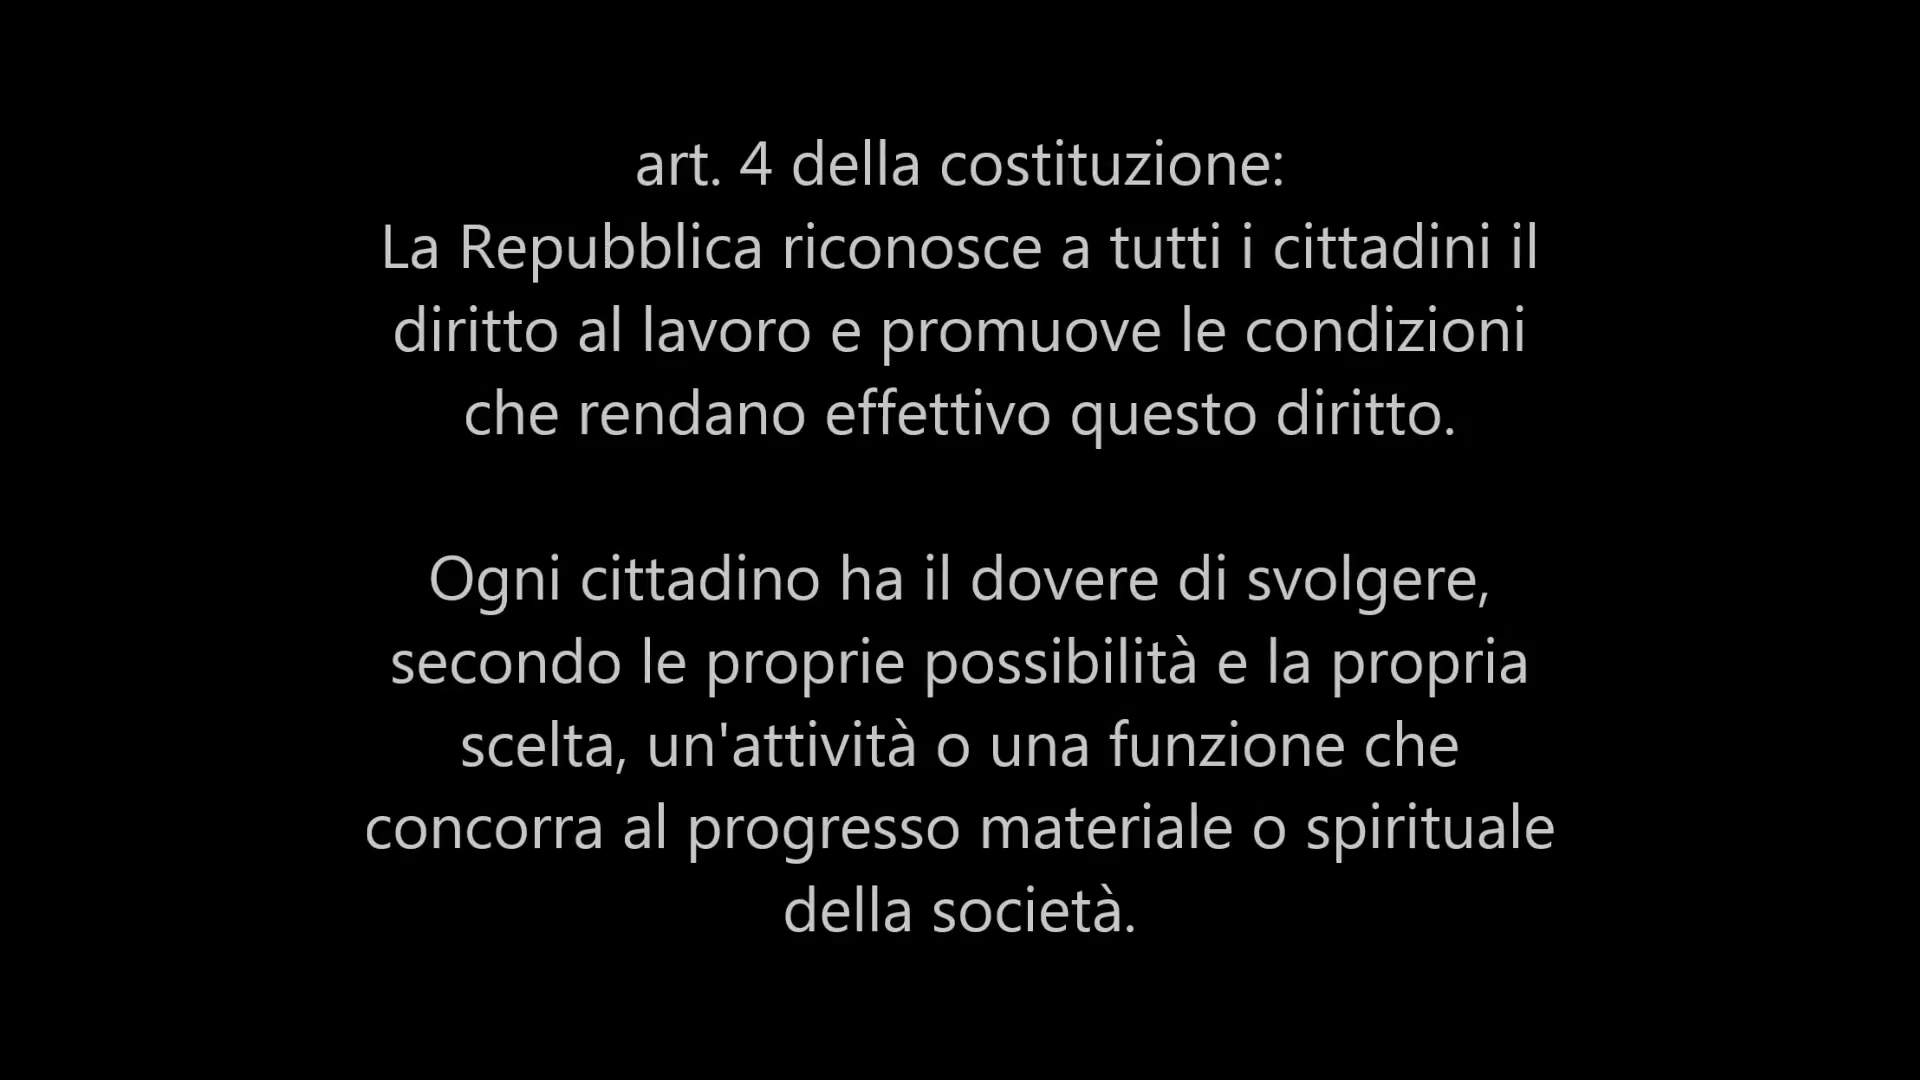 art. 4 della costituzione:
La Repubblica riconosce a tutti i cittadini il
diritto al lavoro e promuove le condizioni
che rendano effettivo questo diritto.
Ogni cittadino ha il dovere di svolgere,
secondo le proprie possibilità e la propria
scelta, un'attività o una funzione che
concorra al progresso materiale o spirituale
della società.